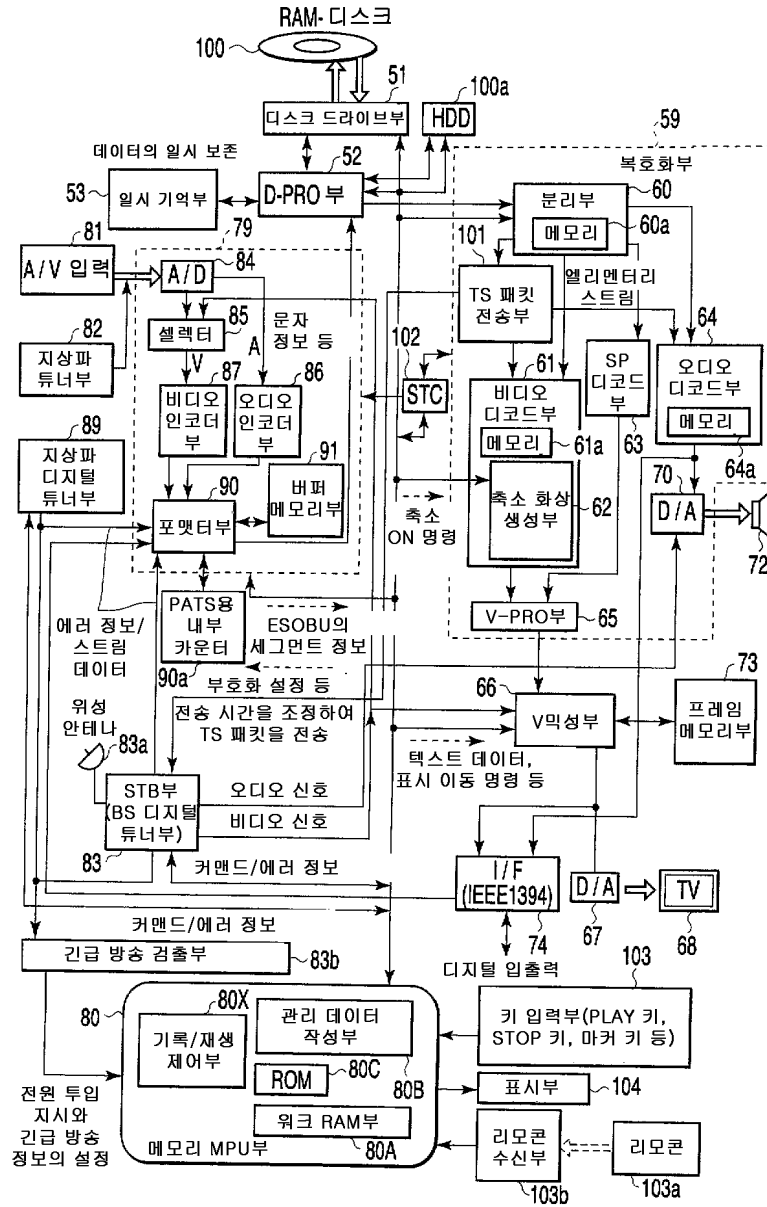 RAM-디스크
100
51
디스크 드라이브부
100a
HDD
59
데이터의 일시 보존
52
복호화부
53
일시 기억부
D-PRO 부
60
분리부
메모리
60a
81
79
101
A/V 입력
A/D
84
엘리멘터리
스트림
TS 패킷
전송부
82
셀렉터
85
문자
정보 등
64
지상파
튜너부
V
A
102
61
SP
디코드
부
오디오
디코드부
87
86
STC
비디오
디코드부
89
비디오
인코더
부
오디오
인코더
부
메모리
61a
63
메모리
64a
지상파
디지털
튜너부
91
90
버퍼
메모리부
70
포맷터부
축소 화상
생성부
62
D/A
축소
ON 명령
72
PATS용
내부
카운터
V-PRO부
65
에러 정보/
스트림
데이터
ESOBU의
세그먼트 정보
90a
73
부호화 설정 등
66
위성
안테나
전송 시간을 조정하여
TS 패킷을 전송
V믹성부
프레임
메모리부
83a
텍스트 데이터,
표시 이동 명령 등
STB부
(BS 디지털
튜너부)
오디오 신호
비디오 신호
83
커맨드/에러 정보
I/F
(IEEE1394)
D/A
TV
커맨드/에러 정보
74
67
68
긴급 방송 검출부
83b
디지털 입출력
103
80
80X
관리 데이터
작성부
키 입력부(PLAY 키,
STOP 키, 마커 키 등)
기록/재생
제어부
80C
80B
ROM
표시부
104
전원 투입
지시와
긴급 방송
정보의 설정
워크 RAM부
메모리 MPU부
80A
리모콘
수신부
리모콘
103b
103a